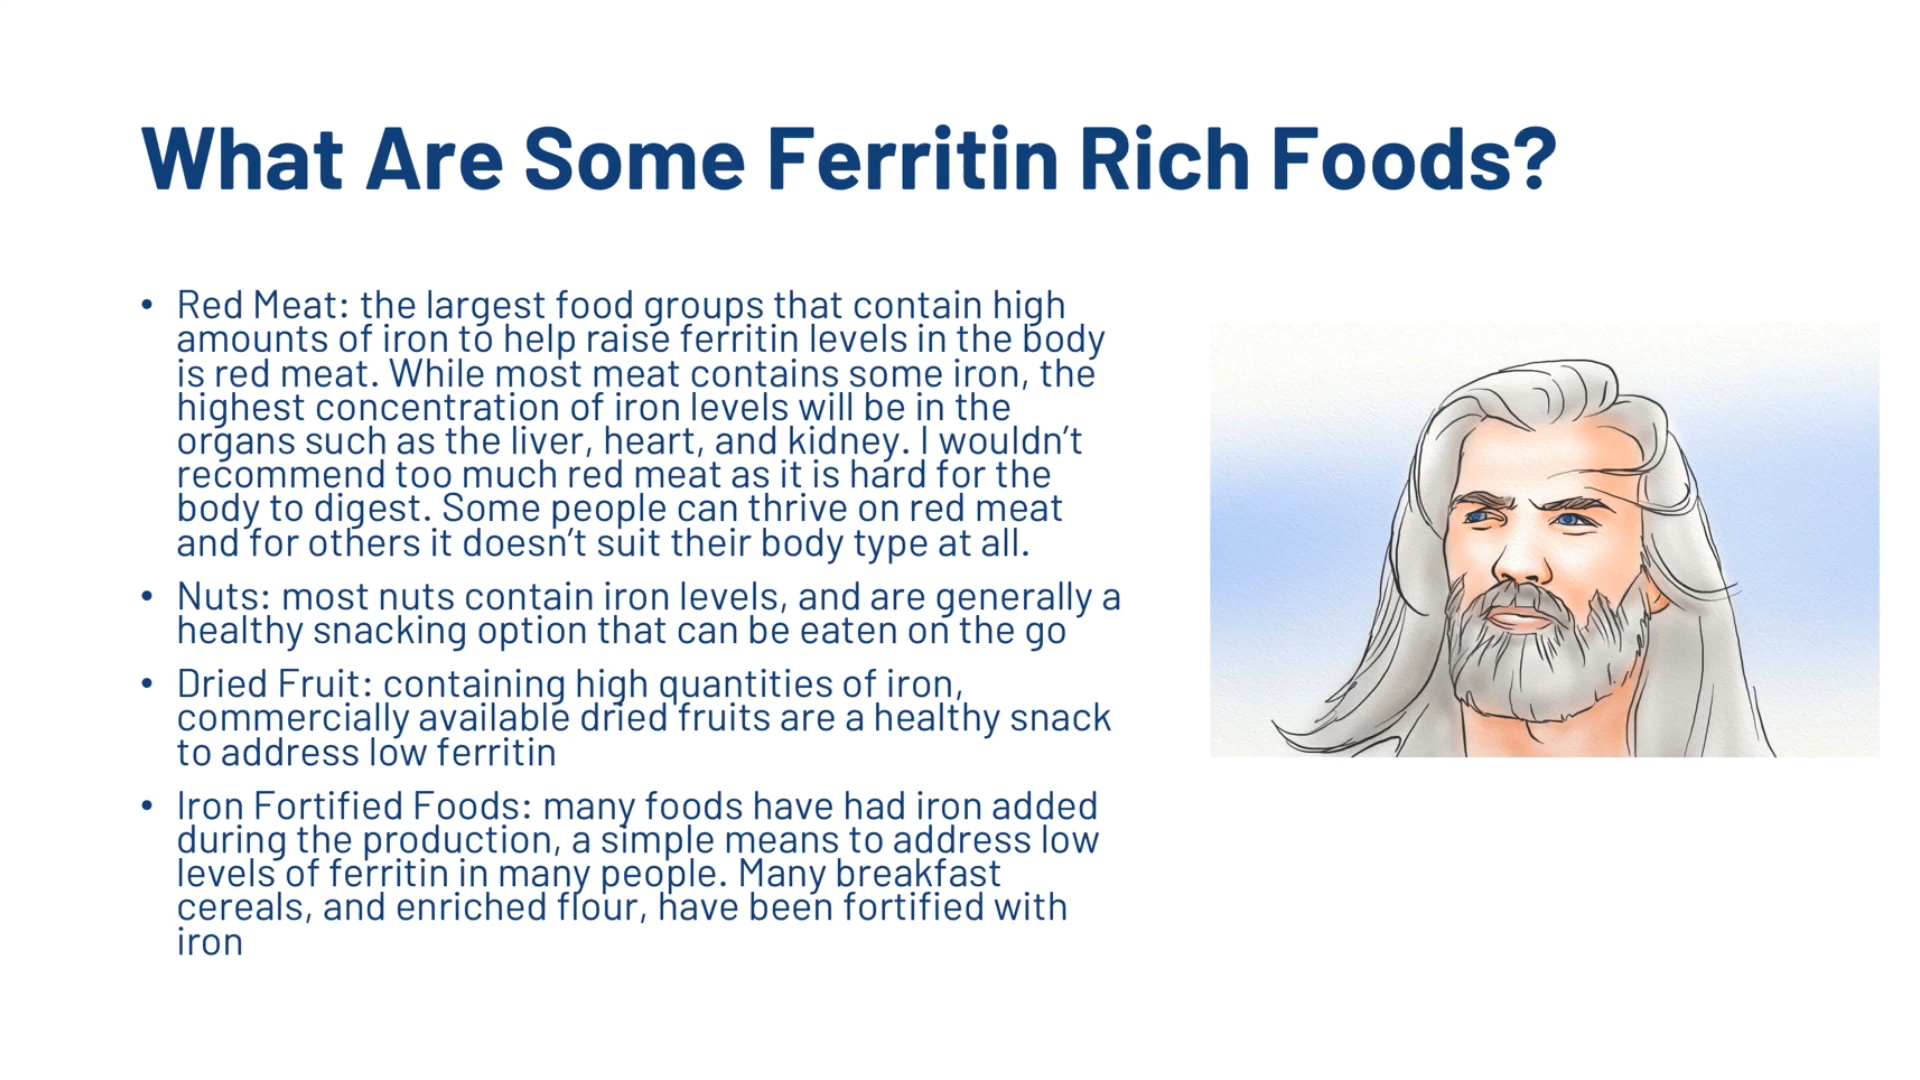 What Are Some Ferritin Rich Foods?
• Red Meat: the largest food groups that contain high
amounts of iron to help raise ferritin levels in the body
is red meat. While most meat contains some iron, the
highest concentration of iron levels will be in the
organs such as the liver, heart, and kidney. I wouldn’t
recommend too much red meat as it is hard for the
body to digest. Some people can thrive on red meat
and for others it doesn’t suit their body type at all.
• Nuts: most nuts contain iron levels, and are generally a
healthy snacking option that can be eaten on the go
• Dried Fruit: containing high quantities of iron,
commercially available dried fruits are a healthy snack
to address low ferritin
• Iron Fortified Foods: many foods have had iron added
during the production, a simple means to address low
levels of ferritin in many people. Many breakfast
cereals, and enriched flour, have been fortified with
iron